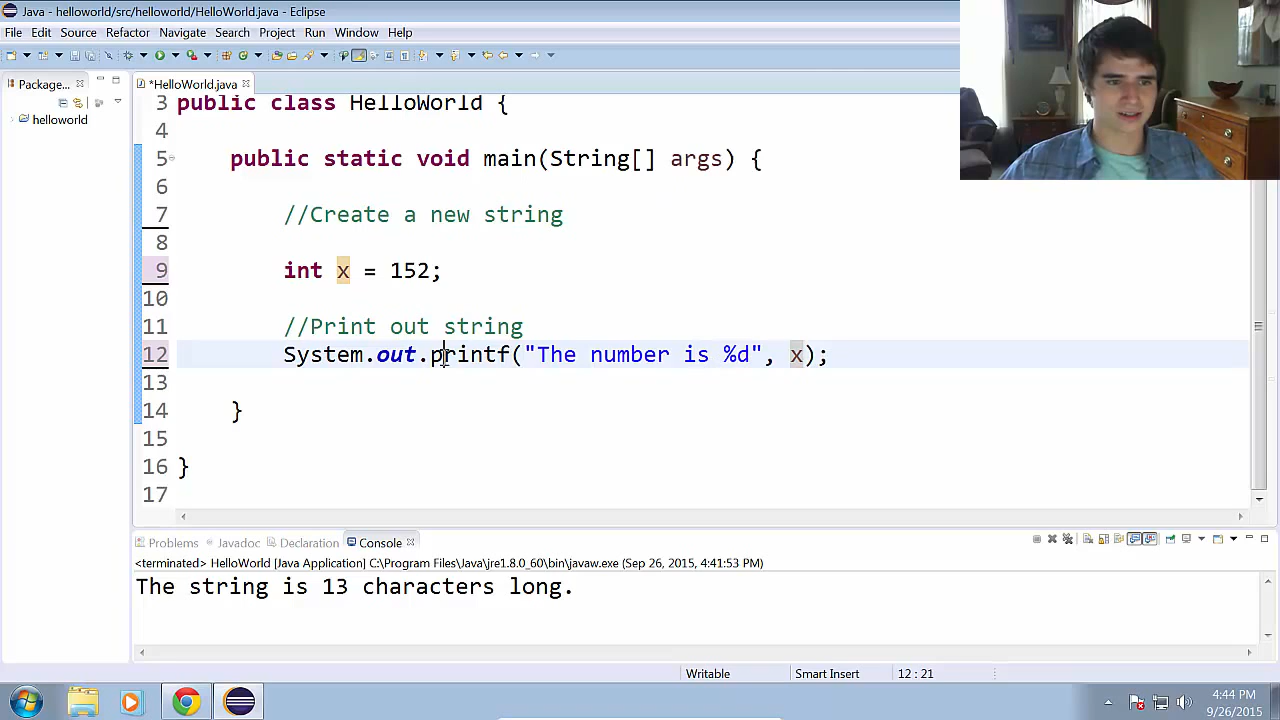 Java - helloworld/src/helloworld/HelloWorld.java - Eclipse
File Edit Source Refactor Navigate Search Project Run Window Help
Package...
*HelloWorld.java
helloworld
3 public class HelloWorld {
4
5 public static void main(String[] args) {
6
7 //Create a new string
8
9 int x = 152;
10
11 //Print out string
12 System.out.printf("The number is %d", x);
13
14 }
15
16 }
17
Problems Javadoc Declaration Console
<terminated> HelloWorld [Java Application] C:\Program Files\Java\jre1.8.0_60\bin\javaw.exe (Sep 26, 2015, 4:41:53 PM)
The string is 13 characters long.
Writable Smart Insert 12 : 21
4:44 PM
9/26/2015